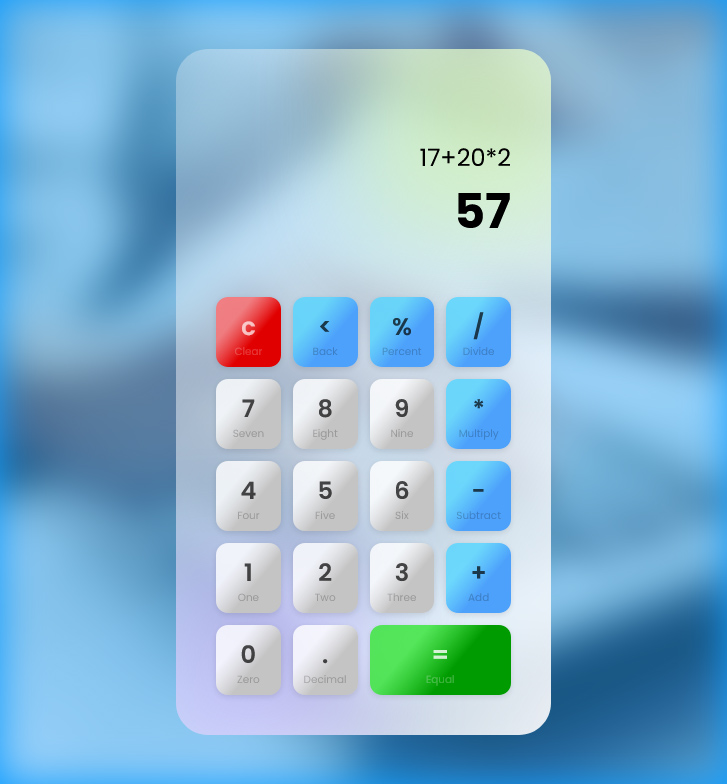 17+20*2
57
C < % /
Clear Back Percent Divide
7 8 9 *
Seven Eight Nine Multiply
4 5 6 -
Four Five Six Subtract
1 2 3 +
One Two Three Add
0 . =
Zero Decimal Equal